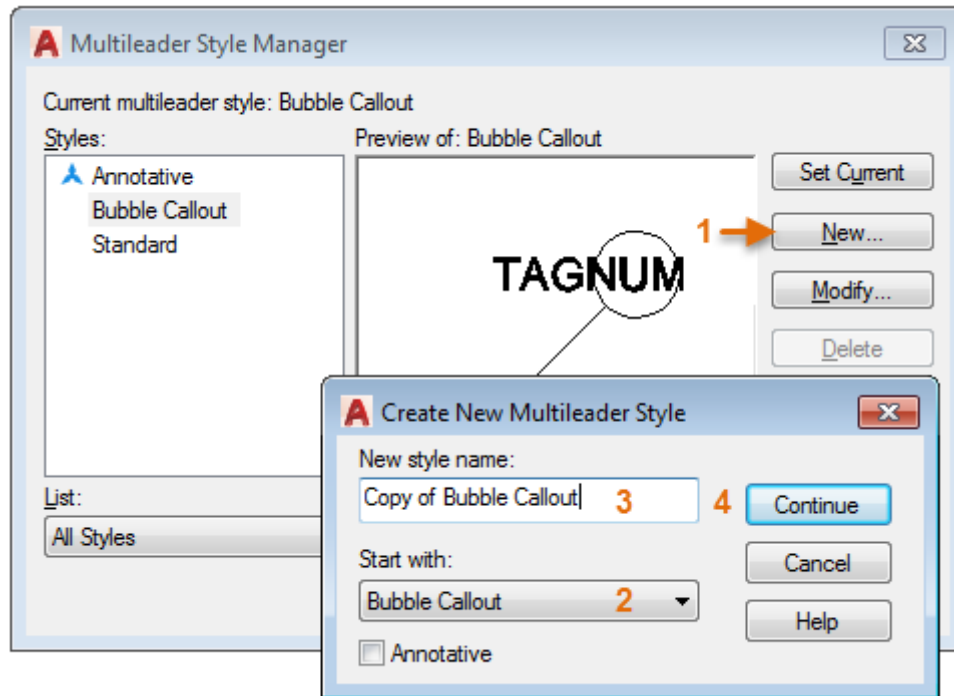 Multileader Style Manager
Current multileader style: Bubble Callout
Styles:
Preview of: Bubble Callout
Annotative
Bubble Callout
Standard
TAGNUM
Set Current
1
New...
Modify...
Delete
List:
All Styles
Create New Multileader Style
New style name:
Copy of Bubble Callout 3
4 Continue
Start with:
Bubble Callout 2
Cancel
Help
Annotative